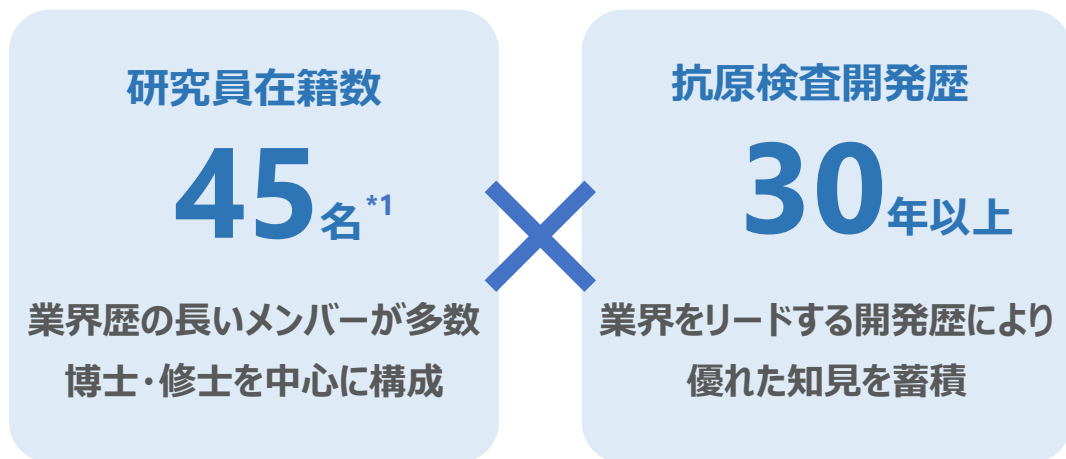 研究員在籍数
45名*1
業界歴の長いメンバーが多数
博士・修士を中心に構成
×
抗原検査開発歴
30年以上
業界をリードする開発歴により
優れた知見を蓄積